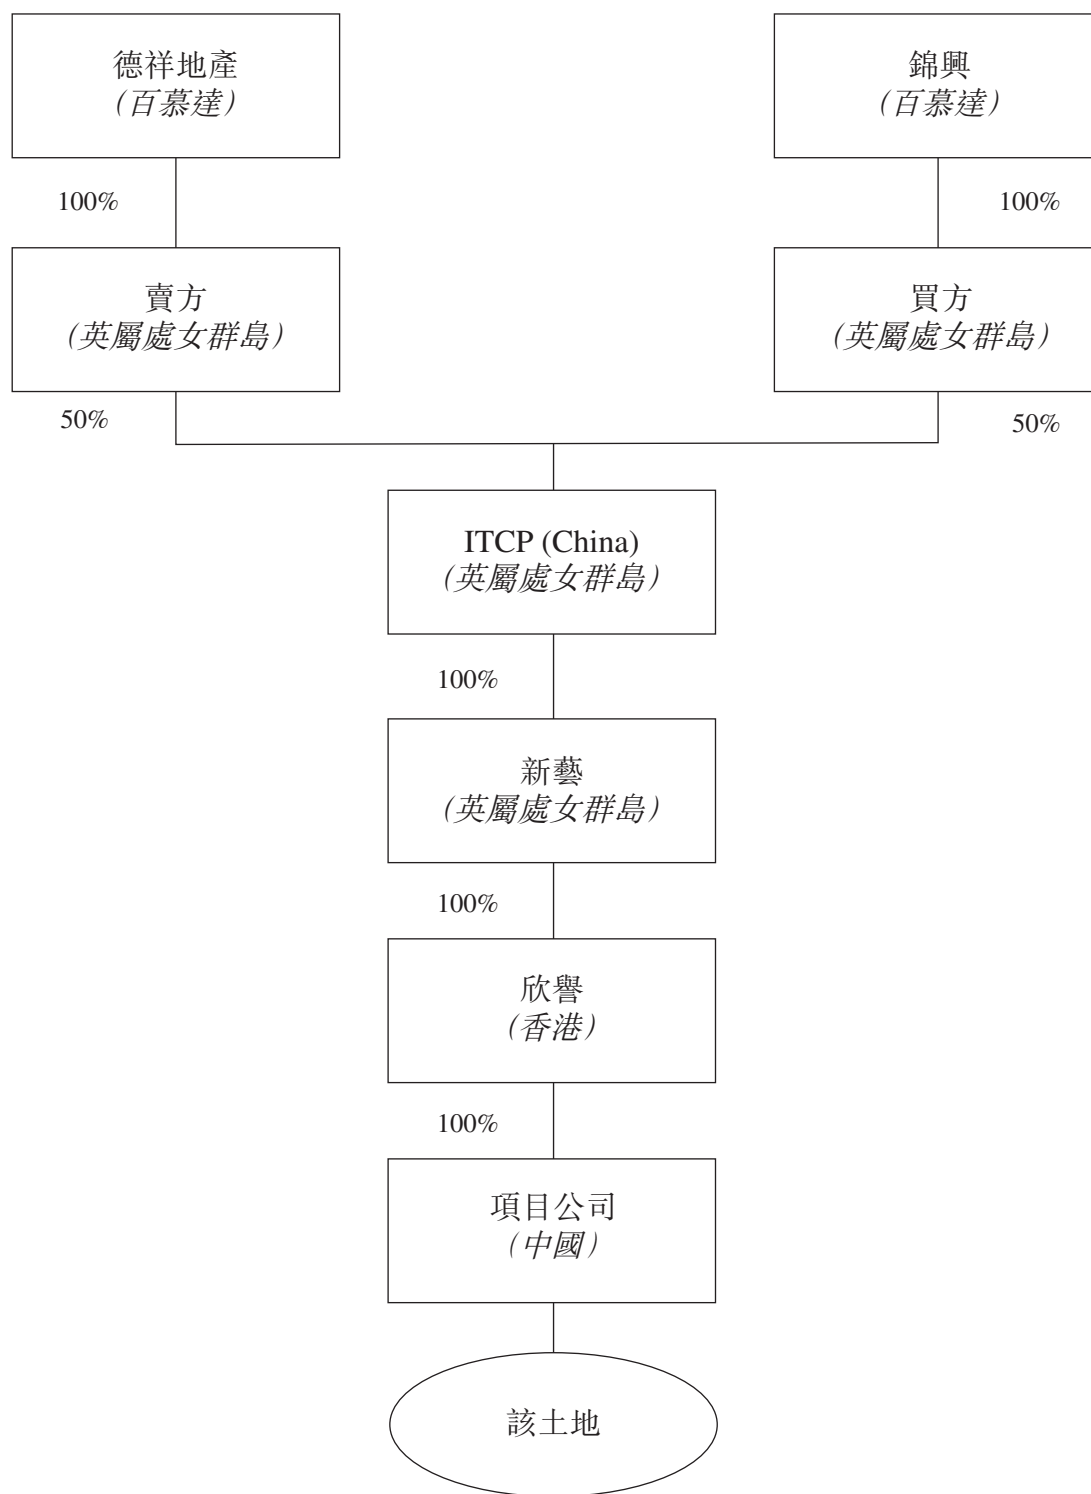 德祥地產
(百慕達)
錦興
(百慕達)
100%
100%
賣方
(英屬處女群島)
買方
(英屬處女群島)
50%
50%
ITCP (China)
(英屬處女群島)
100%
新藝
(英屬處女群島)
100%
欣譽
(香港)
100%
項目公司
(中國)
該土地